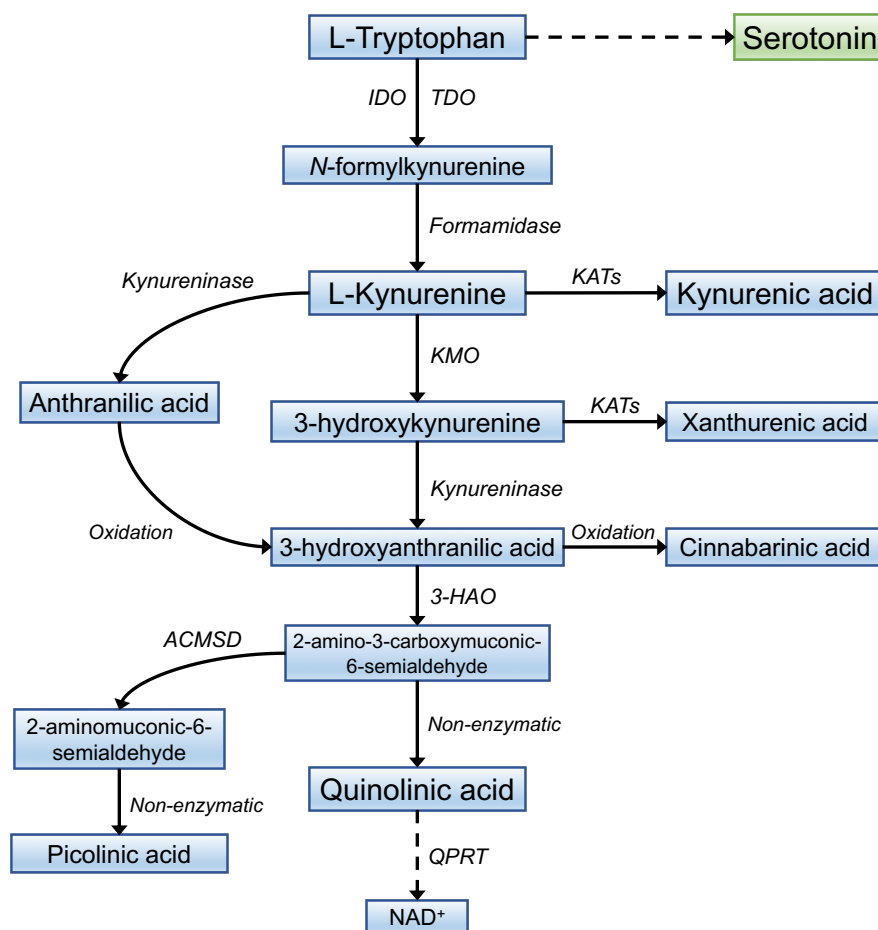 L-Tryptophan
Serotonin
IDO TDO
N-formylkynurenine
Formamidase
Kynureninase
L-Kynurenine
KATs
Kynurenic acid
KMO
Anthranilic acid
3-hydroxykynurenine
KATs
Xanthurenic acid
Kynureninase
Oxidation
3-hydroxyanthranilic acid
Oxidation
Cinnabarinic acid
3-HAO
ACMSD
2-amino-3-carboxymuconic-
6-semialdehyde
2-aminomuconic-6-
semialdehyde
Non-enzymatic
Quinolinic acid
Non-enzymatic
Picolinic acid
QPRT
NAD⁺